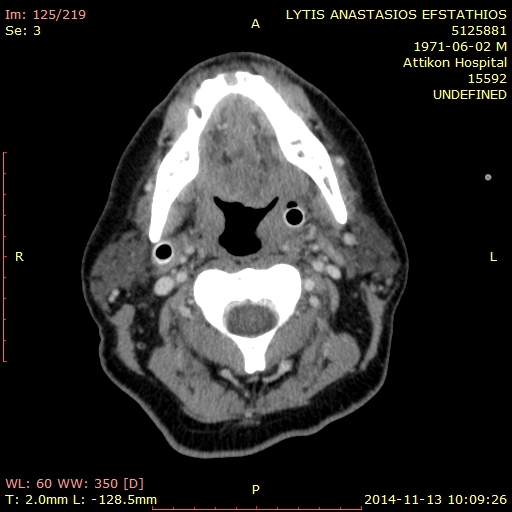 Im: 125/219
Se: 3
A
LYTIS ANASTASIOS EFSTATHIOS
5125881
1971-06-02 M
Attikon Hospital
15592
UNDEFINED
R
L
WL: 60 WW: 350 [D]
T: 2.0mm L: -128.5mm
P
2014-11-13 10:09:26